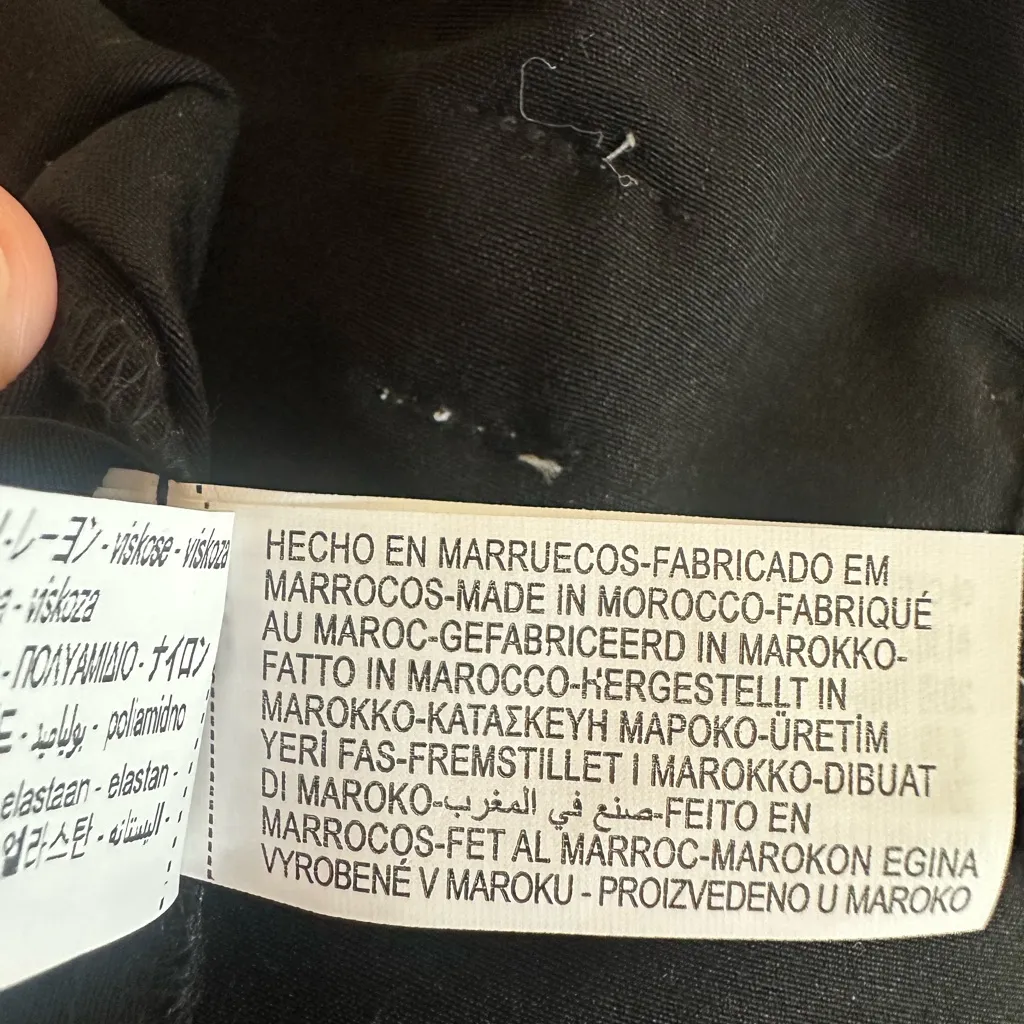 レーヨン - viskose - viskoza
- viskoza
- ΠΟΛΥΑΜΙΔΙΟ - ナイロン
- بولياميد - poliamidno
elastaan - elastan -
엘라스탄 - اليستانه -
HECHO EN MARRUECOS-FABRICADO EM
MARROCOS-MADE IN MOROCCO-FABRIQUÉ
AU MAROC-GEFABRICEERD IN MAROKKO-
FATTO IN MAROCCO-HERGESTELLT IN
MAROKKO-ΚΑΤΑΣΚΕΥΗ ΜΑΡΟΚΟ-ÜRETİM
YERİ FAS-FREMSTILLET I MAROKKO-DIBUAT
DI MAROKO-صنع في المغرب-FEITO EN
MARROCOS-FET AL MARROC-MAROKON EGINA
VYROBENÉ V MAROKU - PROIZVEDENO U MAROKO